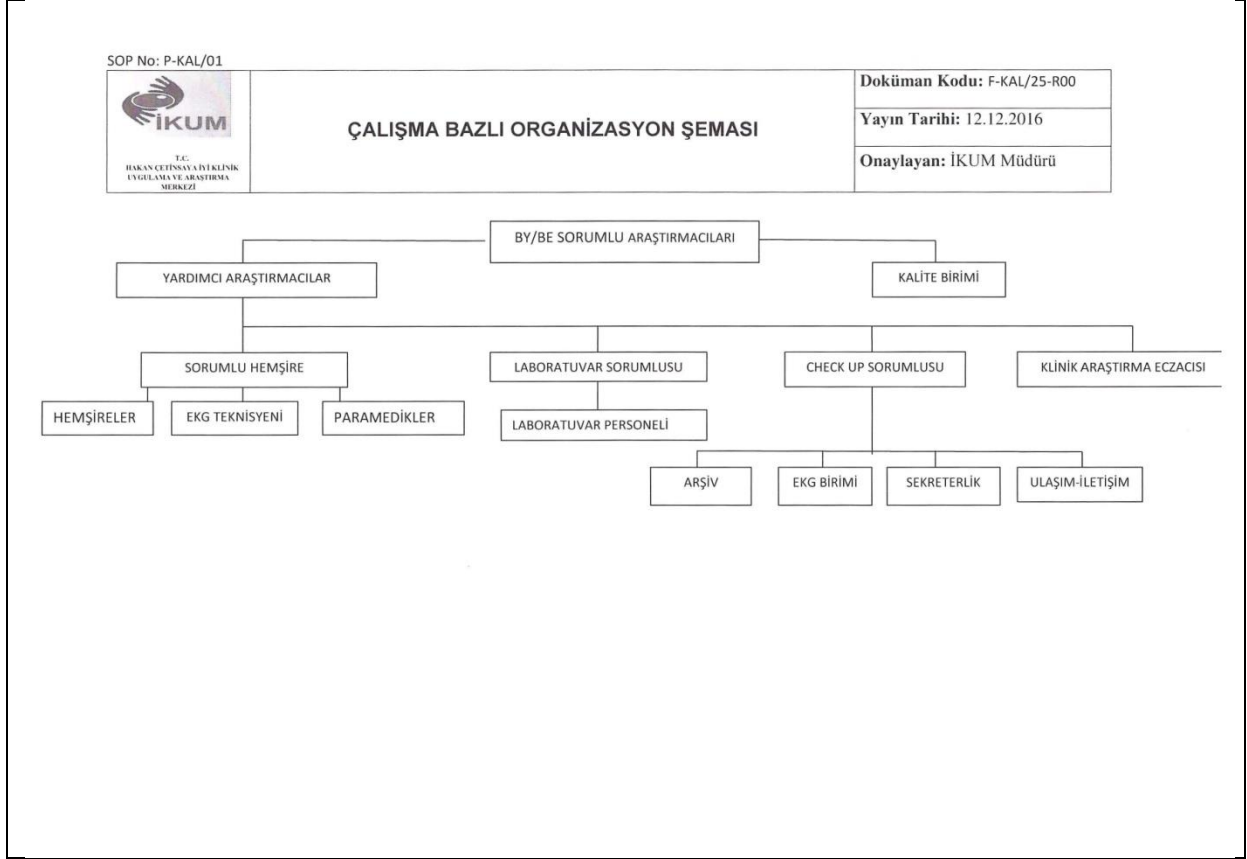 SOP No: P-KAL/01
İKUM
T.C.
HAKAN ÇETİNSAYA İYİ KLİNİK
UYGULAMA VE ARAŞTIRMA
MERKEZİ
ÇALIŞMA BAZLI ORGANİZASYON ŞEMASI
Doküman Kodu: F-KAL/25-R00
Yayın Tarihi: 12.12.2016
Onaylayan: İKUM Müdürü
BY/BE SORUMLU ARAŞTIRMACILARI
YARDIMCI ARAŞTIRMACILAR
KALİTE BİRİMİ
SORUMLU HEMŞİRE
LABORATUVAR SORUMLUSU
CHECK UP SORUMLUSU
KLİNİK ARAŞTIRMA ECZACISI
HEMŞİRELER
EKG TEKNİSYENİ
PARAMEDİKLER
LABORATUVAR PERSONELİ
ARŞİV
EKG BİRİMİ
SEKRETERLİK
ULAŞIM-İLETİŞİM